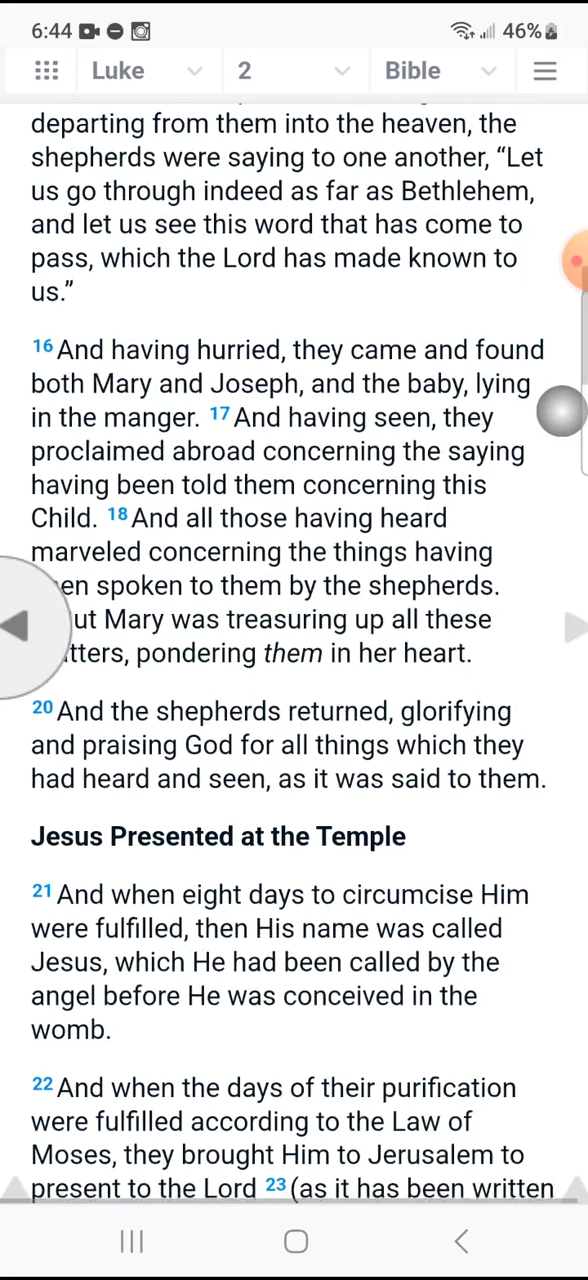 6:44 46%
Luke 2 Bible
departing from them into the heaven, the
shepherds were saying to one another, “Let
us go through indeed as far as Bethlehem,
and let us see this word that has come to
pass, which the Lord has made known to
us.”
16 And having hurried, they came and found
both Mary and Joseph, and the baby, lying
in the manger. 17 And having seen, they
proclaimed abroad concerning the saying
having been told them concerning this
Child. 18 And all those having heard
marveled concerning the things having
en spoken to them by the shepherds.
ut Mary was treasuring up all these
tters, pondering them in her heart.
20 And the shepherds returned, glorifying
and praising God for all things which they
had heard and seen, as it was said to them.
Jesus Presented at the Temple
21 And when eight days to circumcise Him
were fulfilled, then His name was called
Jesus, which He had been called by the
angel before He was conceived in the
womb.
22 And when the days of their purification
were fulfilled according to the Law of
Moses, they brought Him to Jerusalem to
present to the Lord 23 (as it has been written